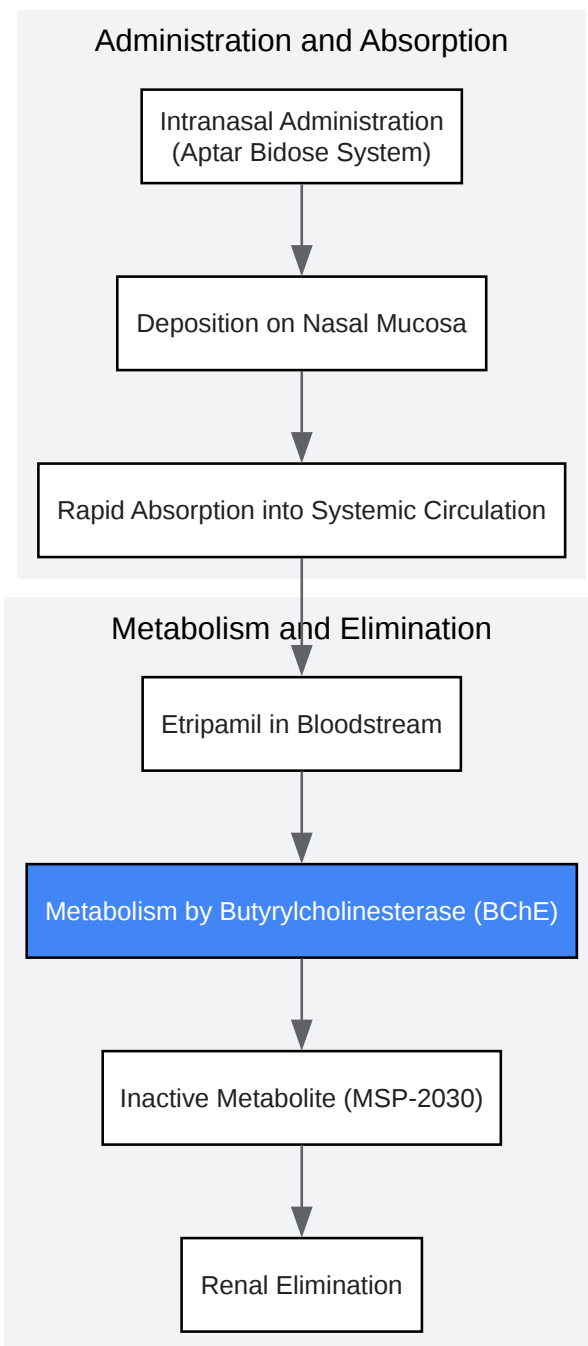 Administration and Absorption
Intranasal Administration
(Aptar Bidose System)
Deposition on Nasal Mucosa
Rapid Absorption into Systemic Circulation
Metabolism and Elimination
Etripamil in Bloodstream
Metabolism by Butyrylcholinesterase (BChE)
Inactive Metabolite (MSP-2030)
Renal Elimination